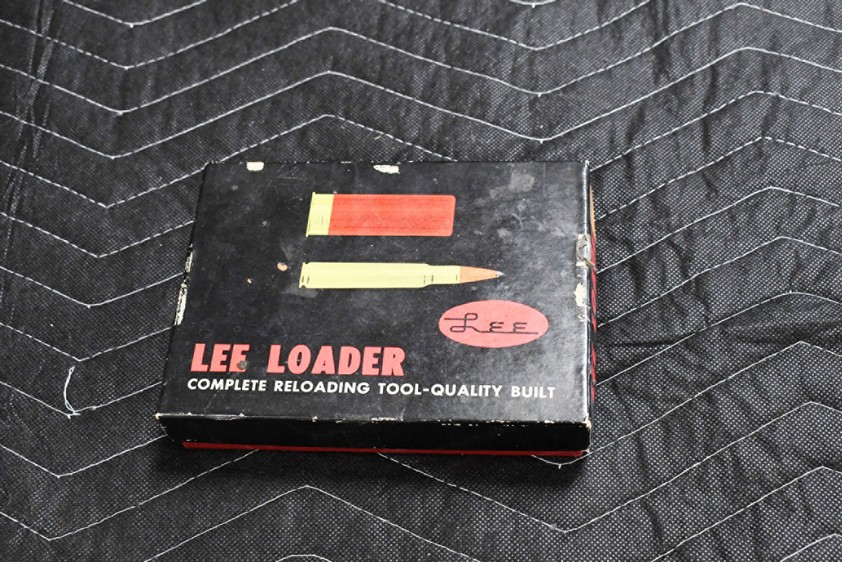 LEE
LEE LOADER
COMPLETE RELOADING TOOL-QUALITY BUILT